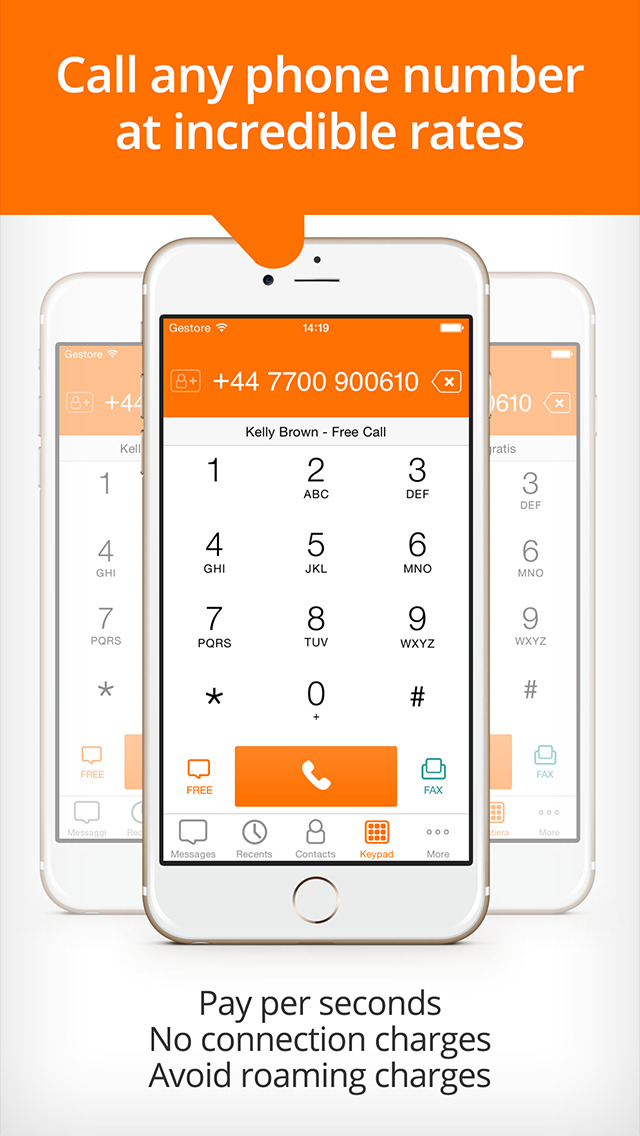 Call any phone number
at incredible rates
Gestore 14:19
+44 7700 900610
Kelly Brown - Free Call
1 2 3
ABC DEF
4 5 6
GHI JKL MNO
7 8 9
PQRS TUV WXYZ
* 0 #
+
FREE FAX
Messages Recents Contacts Keypad More
Gestore
+44
Kell
1
4
GHI
7
PQRS
*
FREE
Messaggi Rec
0610
gratis
3
DEF
6
MNO
9
WXYZ
#
FAX
tiera More
Pay per seconds
No connection charges
Avoid roaming charges